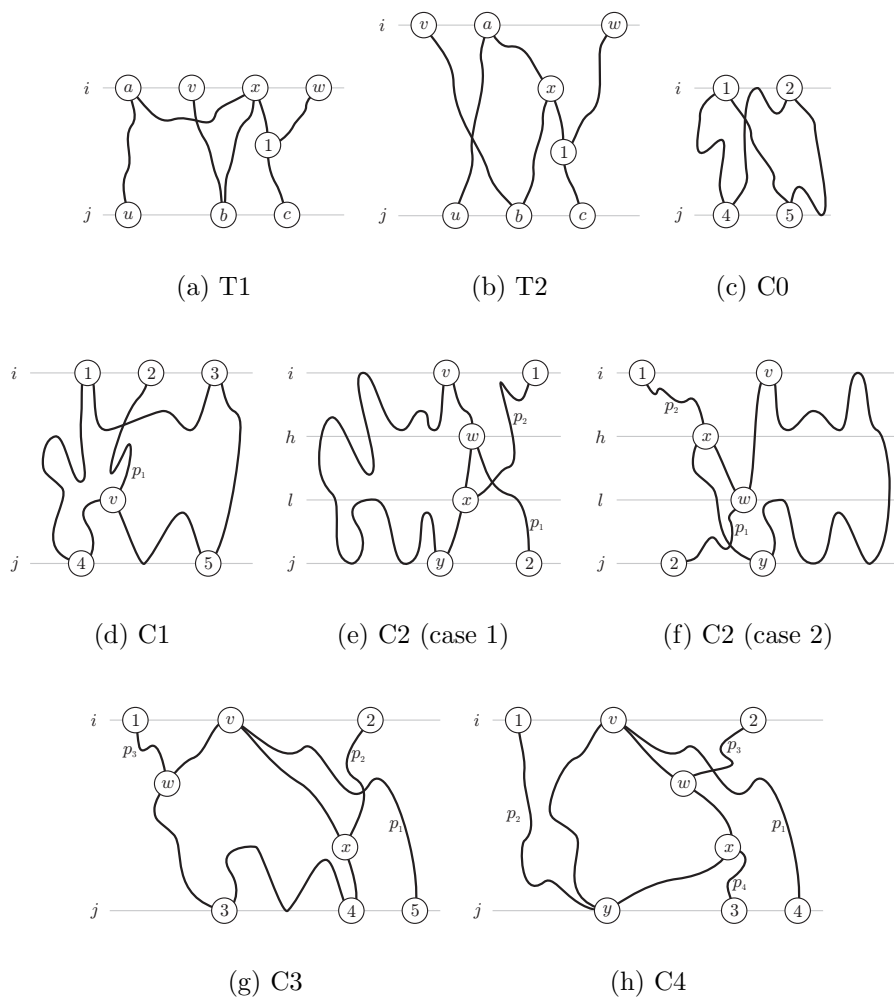 i v a w
i a v x w
x
1
1
j u b c
j u b c
i 1 2
j 4 5
(a) T1 (b) T2 (c) C0
i 1 2 3
i v 1
i 1 v
p₂
p₂
h w
h x
p₁
v
l x
l w
p₁
p₁
j 4 5
j y 2
j 2 y
(d) C1 (e) C2 (case 1) (f) C2 (case 2)
i 1 v 2
i 1 v 2
p₃ p₂
p₃
w
w
p₂ p₁
p₁
x
x
p₄
j 3 4 5
j y 3 4
(g) C3 (h) C4